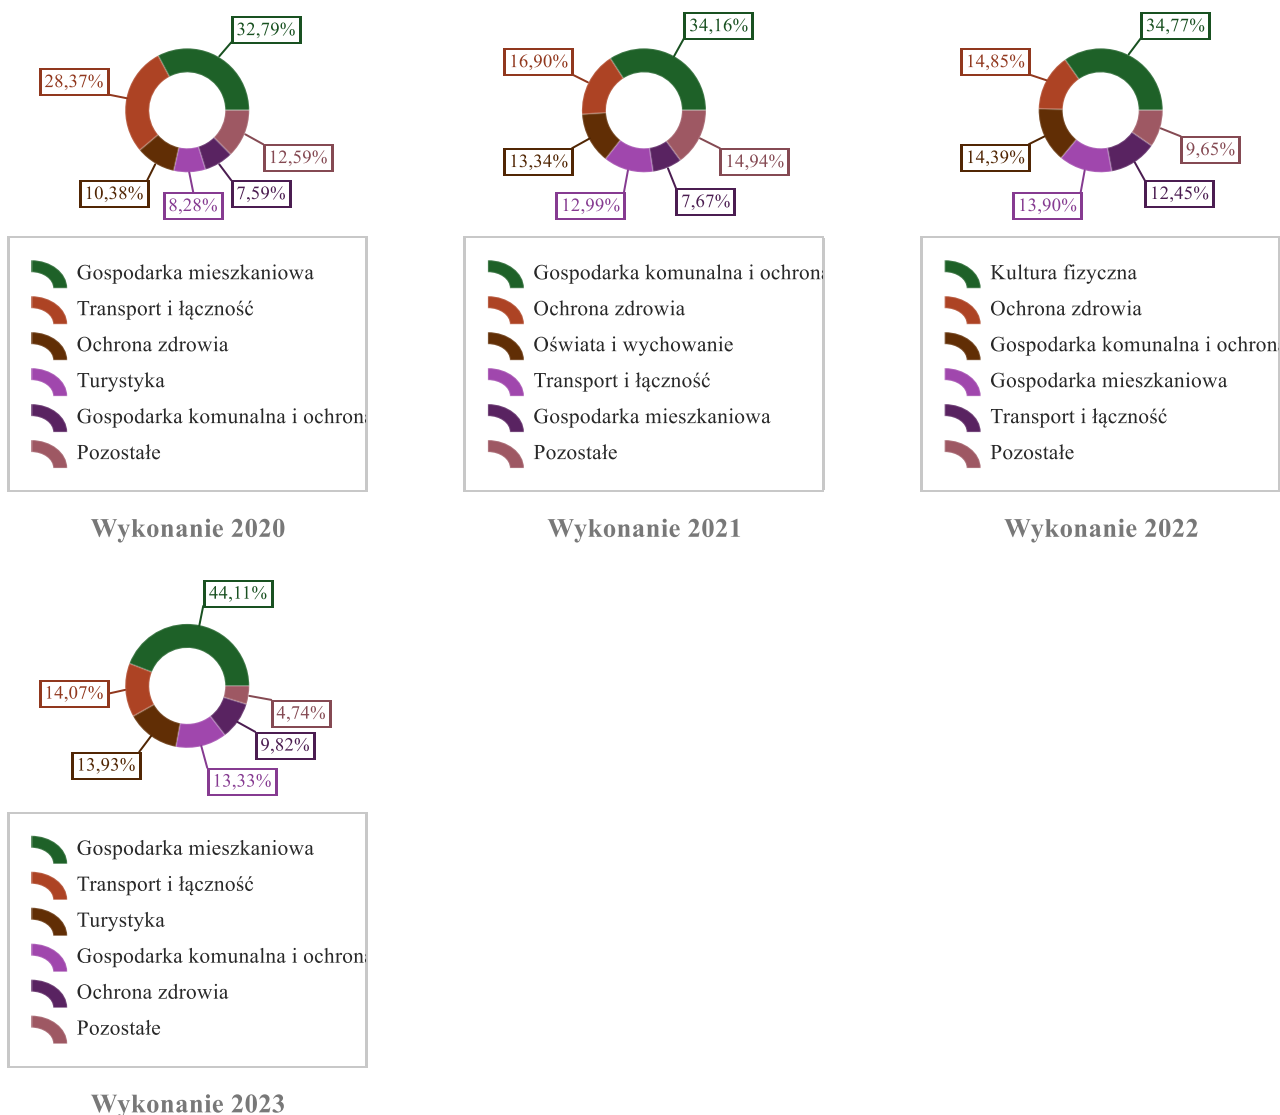 32,79%
28,37%
12,59%
10,38%
7,59%
8,28%
Gospodarka mieszkaniowa
Transport i łączność
Ochrona zdrowia
Turystyka
Gospodarka komunalna i ochrona
Pozostałe
Wykonanie 2020
34,16%
16,90%
13,34%
14,94%
12,99%
7,67%
Gospodarka komunalna i ochrona
Ochrona zdrowia
Oświata i wychowanie
Transport i łączność
Gospodarka mieszkaniowa
Pozostałe
Wykonanie 2021
34,77%
14,85%
9,65%
14,39%
12,45%
13,90%
Kultura fizyczna
Ochrona zdrowia
Gospodarka komunalna i ochrona
Gospodarka mieszkaniowa
Transport i łączność
Pozostałe
Wykonanie 2022
44,11%
14,07%
4,74%
9,82%
13,93%
13,33%
Gospodarka mieszkaniowa
Transport i łączność
Turystyka
Gospodarka komunalna i ochrona
Ochrona zdrowia
Pozostałe
Wykonanie 2023